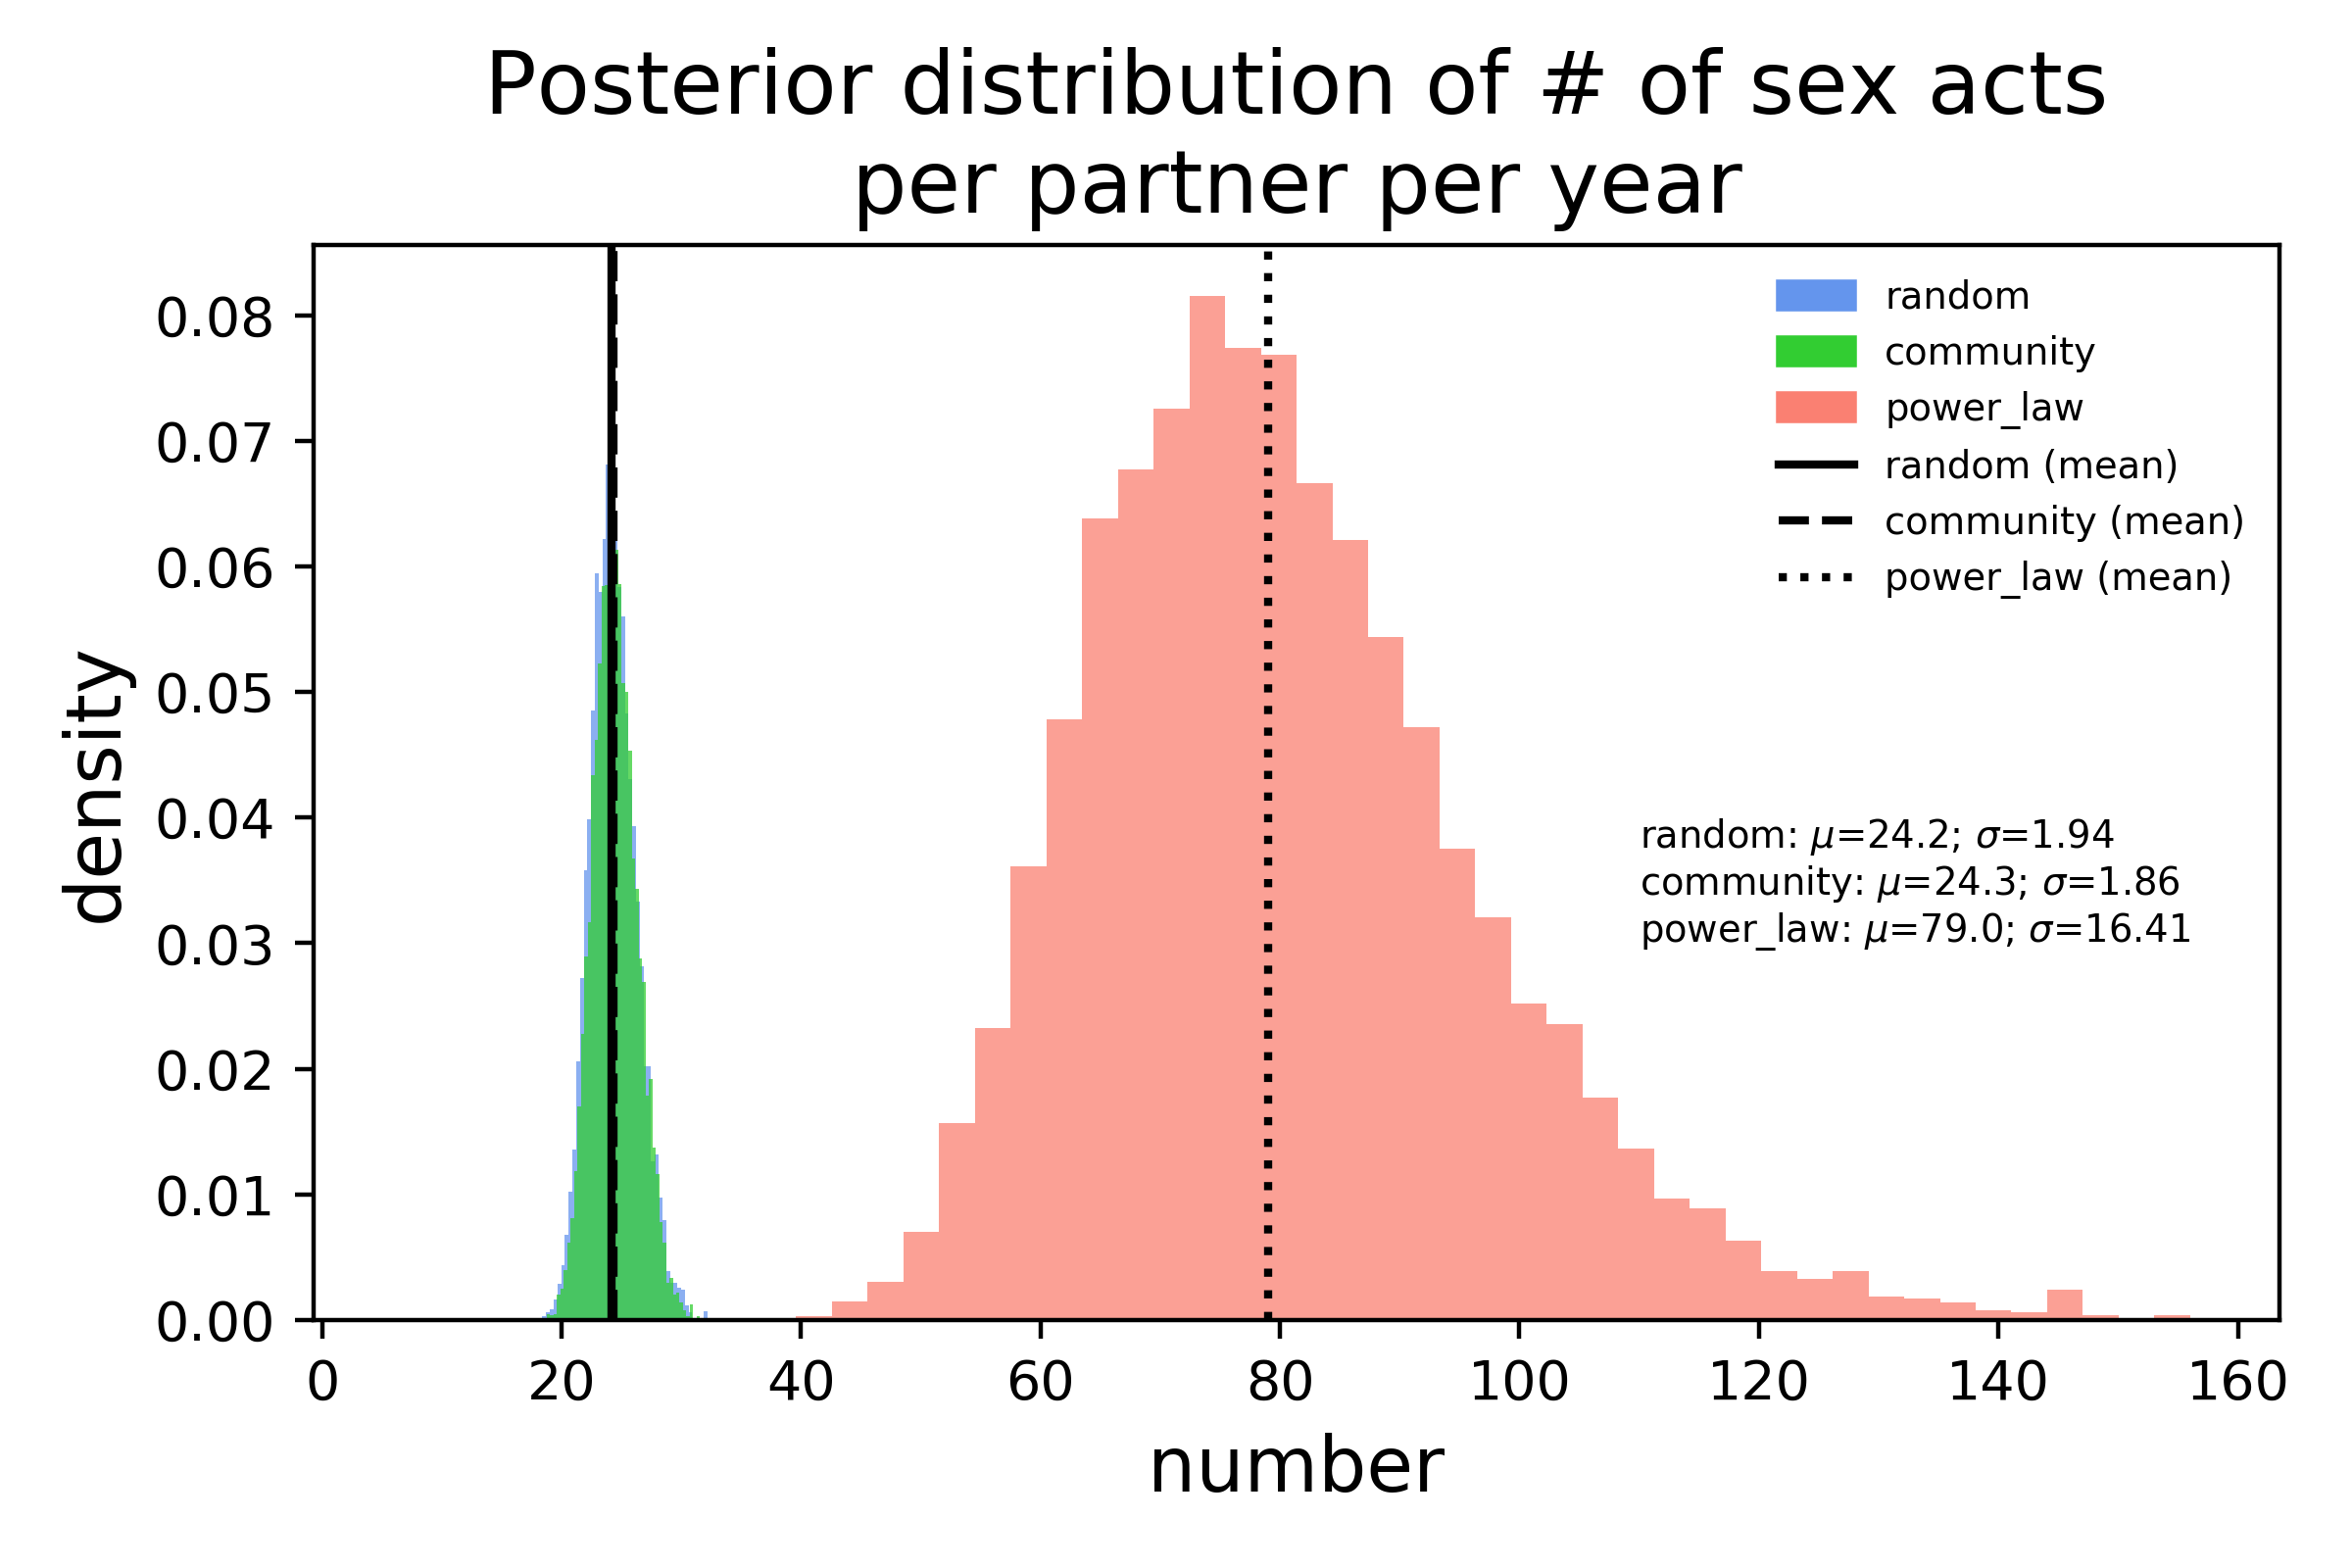 Posterior distribution of # of sex acts
per partner per year
0.08
0.07
0.06
0.05
0.04
0.03
0.02
0.01
0.00
density
random
community
power_law
random (mean)
community (mean)
power_law (mean)
random: μ=24.2; σ=1.94
community: μ=24.3; σ=1.86
power_law: μ=79.0; σ=16.41
0 20 40 60 80 100 120 140 160
number